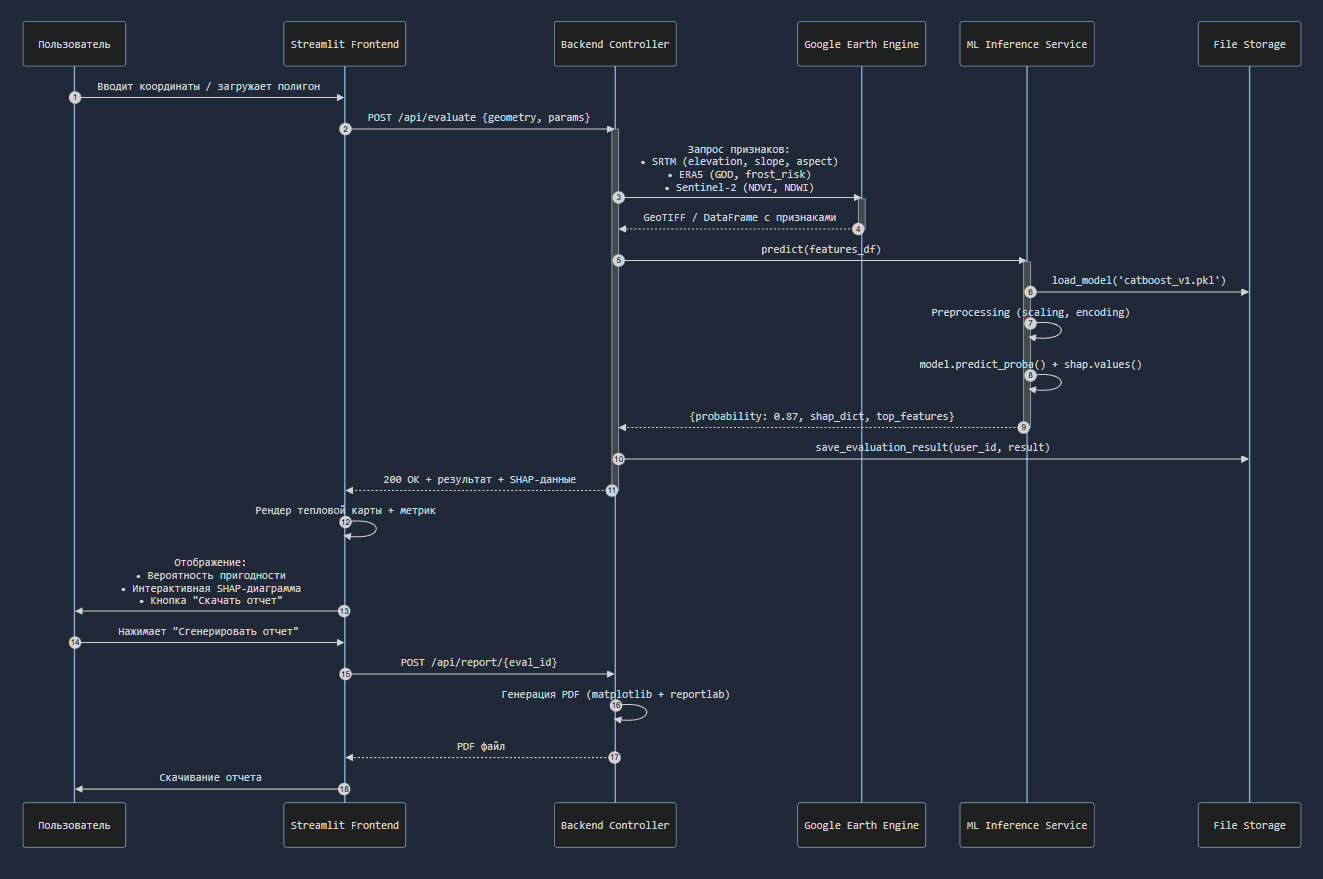 Пользователь
Streamlit Frontend
Backend Controller
Google Earth Engine
ML Inference Service
File Storage
Вводит координаты / загружает полигон
1
POST /api/evaluate {geometry, params}
2
Запрос признаков:
• SRTM (elevation, slope, aspect)
• ERA5 (GDD, frost_risk)
• Sentinel-2 (NDVI, NDWI)
3
GeoTIFF / DataFrame с признаками
4
predict(features_df)
5
load_model('catboost_v1.pkl')
6
Preprocessing (scaling, encoding)
7
model.predict_proba() + shap.values()
8
{probability: 0.87, shap_dict, top_features}
9
save_evaluation_result(user_id, result)
10
200 OK + результат + SHAP-данные
11
Рендер тепловой карты + метрик
12
Отображение:
• Вероятность пригодности
• Интерактивная SHAP-диаграмма
• Кнопка "Скачать отчет"
13
Нажимает "Сгенерировать отчет"
14
POST /api/report/{eval_id}
15
Генерация PDF (matplotlib + reportlab)
16
PDF файл
17
Скачивание отчета
18
Пользователь
Streamlit Frontend
Backend Controller
Google Earth Engine
ML Inference Service
File Storage